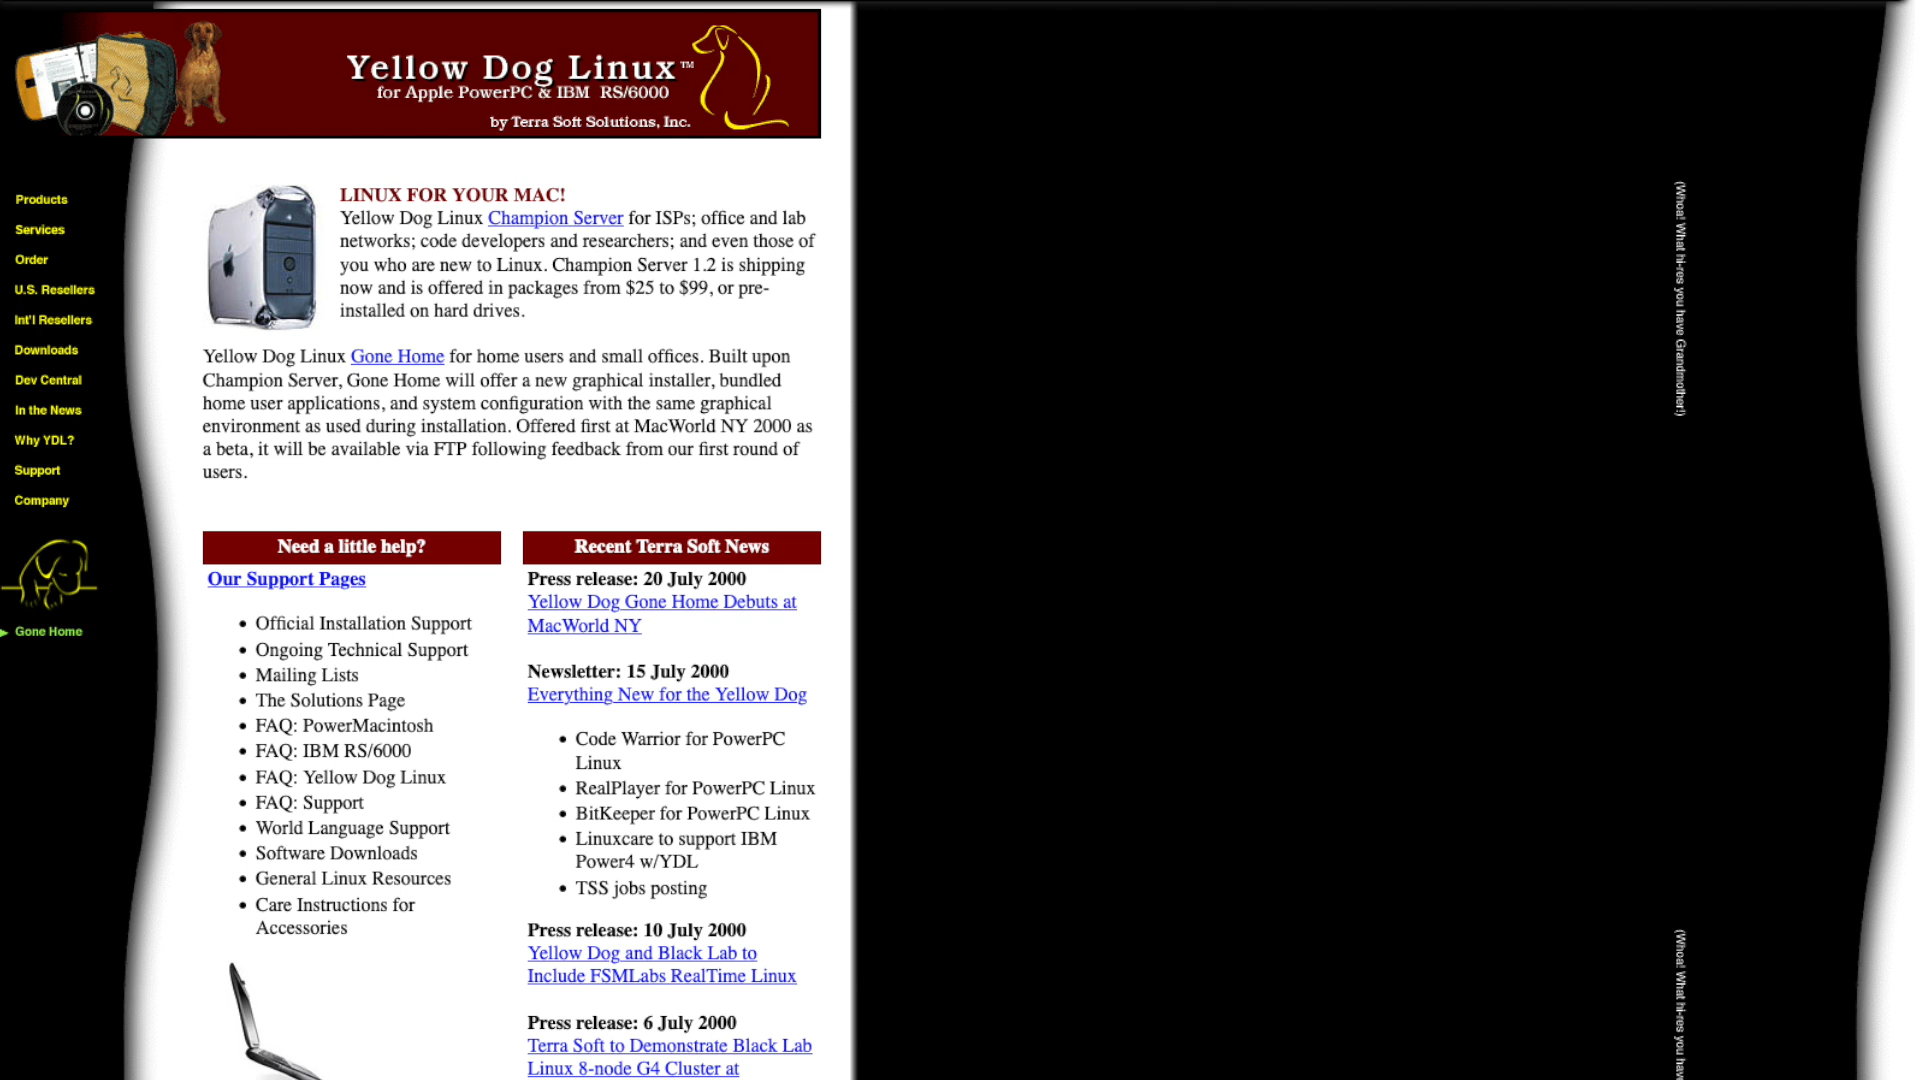 Yellow Dog Linux™
for Apple PowerPC & IBM RS/6000
by Terra Soft Solutions, Inc.
Products
Services
Order
U.S. Resellers
Int'l Resellers
Downloads
Dev Central
In the News
Why YDL?
Support
Company
Gone Home
LINUX FOR YOUR MAC!
Yellow Dog Linux Champion Server for ISPs; office and lab
networks; code developers and researchers; and even those of
you who are new to Linux. Champion Server 1.2 is shipping
now and is offered in packages from $25 to $99, or pre-
installed on hard drives.
Yellow Dog Linux Gone Home for home users and small offices. Built upon
Champion Server, Gone Home will offer a new graphical installer, bundled
home user applications, and system configuration with the same graphical
environment as used during installation. Offered first at MacWorld NY 2000 as
a beta, it will be available via FTP following feedback from our first round of
users.
Need a little help?
Our Support Pages
• Official Installation Support
• Ongoing Technical Support
• Mailing Lists
• The Solutions Page
• FAQ: PowerMacintosh
• FAQ: IBM RS/6000
• FAQ: Yellow Dog Linux
• FAQ: Support
• World Language Support
• Software Downloads
• General Linux Resources
• Care Instructions for
Accessories
Recent Terra Soft News
Press release: 20 July 2000
Yellow Dog Gone Home Debuts at
MacWorld NY
Newsletter: 15 July 2000
Everything New for the Yellow Dog
• Code Warrior for PowerPC
Linux
• RealPlayer for PowerPC Linux
• BitKeeper for PowerPC Linux
• Linuxcare to support IBM
Power4 w/YDL
• TSS jobs posting
Press release: 10 July 2000
Yellow Dog and Black Lab to
Include FSMLabs RealTime Linux
Press release: 6 July 2000
Terra Soft to Demonstrate Black Lab
Linux 8-node G4 Cluster at
(Whoa! What hi-res you have Grandmother!)
(Whoa! What hi-res you hav